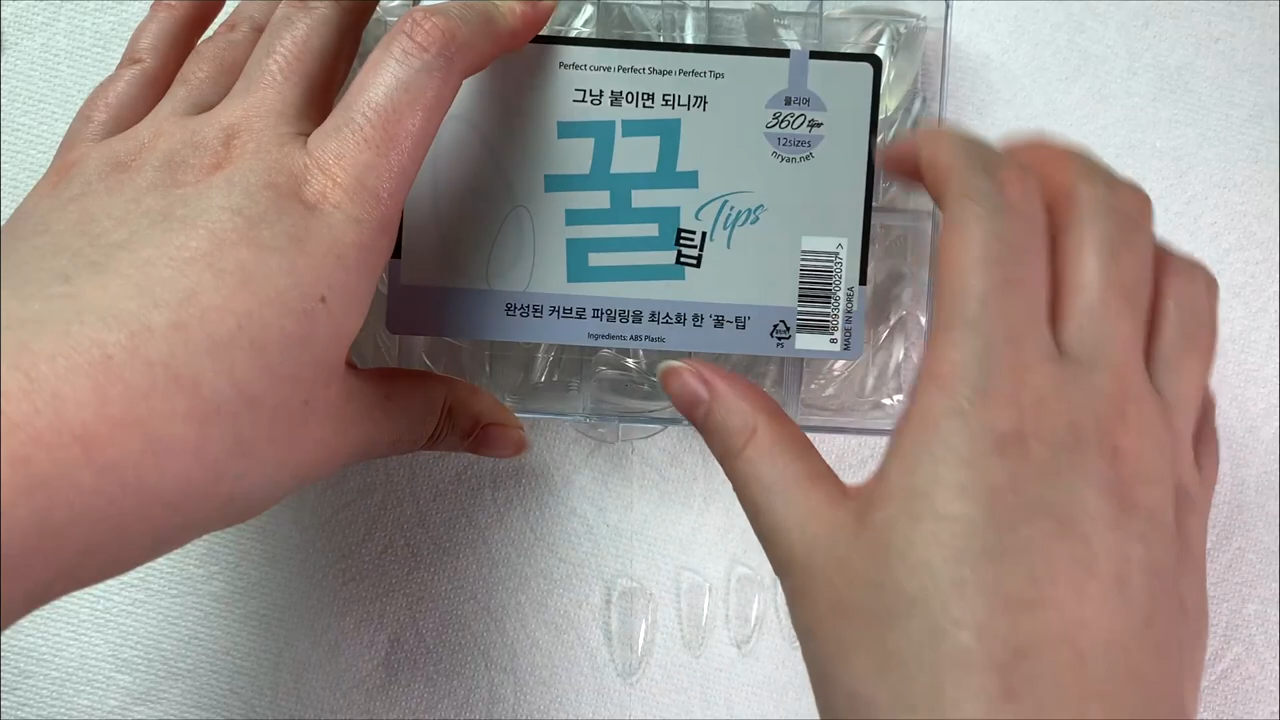 Perfect curve ı Perfect Shape ı Perfect Tips
그냥 붙이면 되니까
꿀팁
Tips
클리어
360 tips
12sizes
nryan.net
완성된 커브로 파일링을 최소화 한 ‘꿀~팁’
Ingredients: ABS Plastic
PS
8 809306 002037 >
MADE IN KOREA